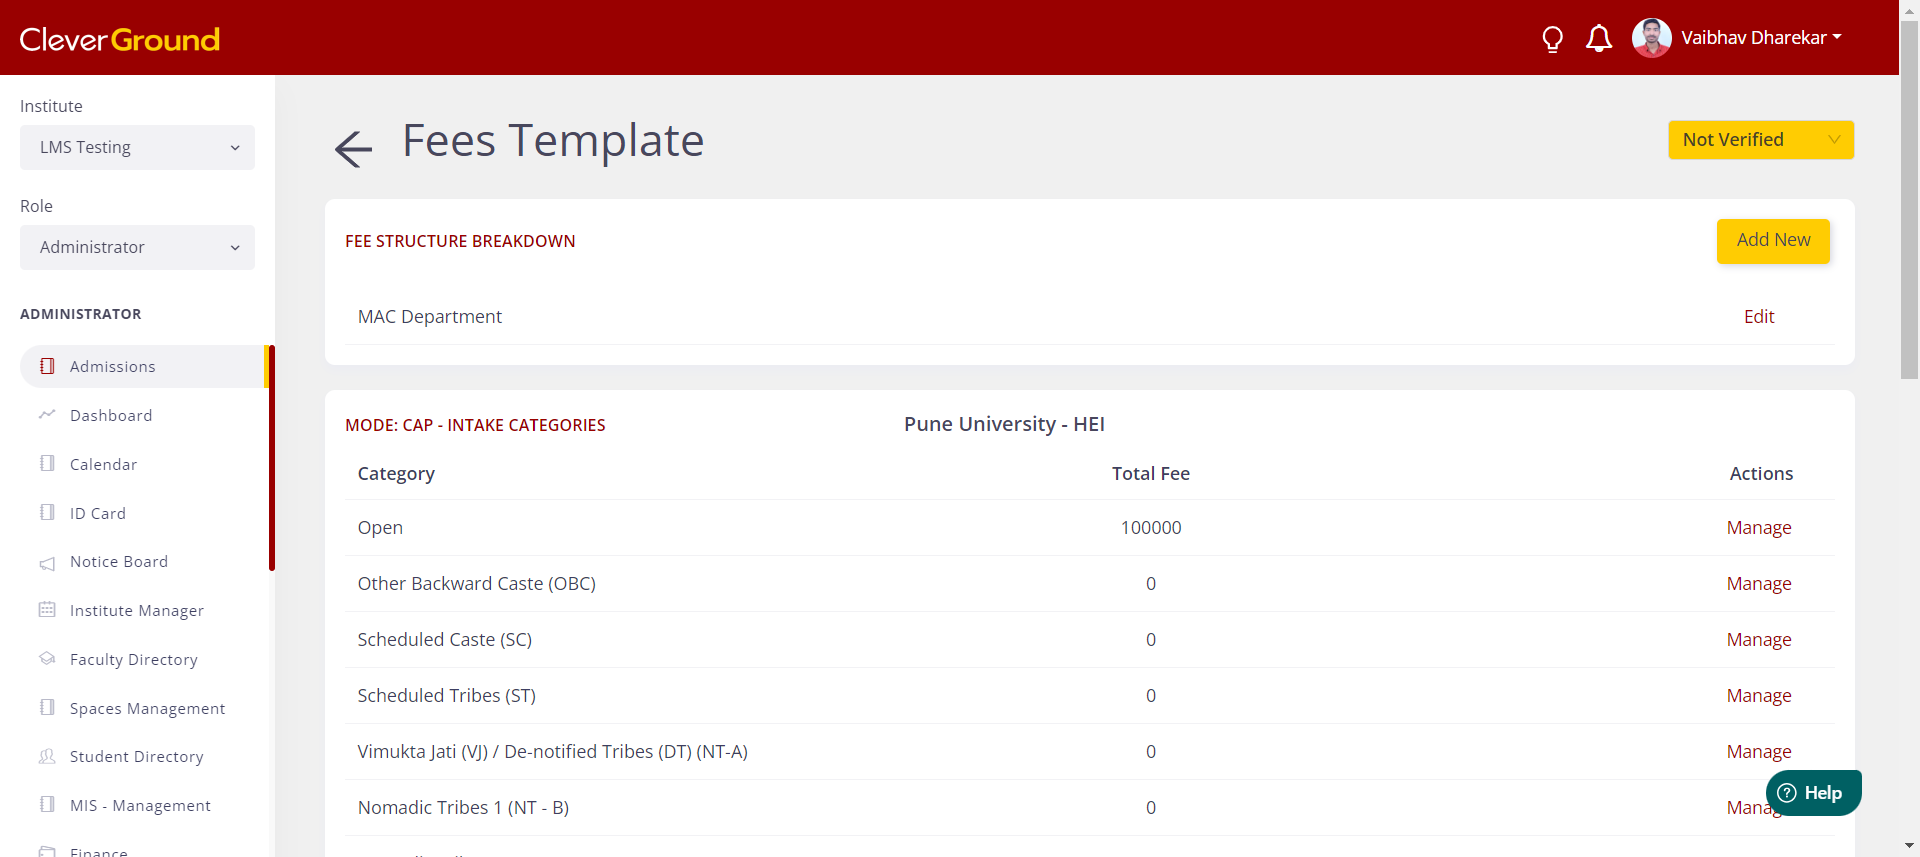 CleverGround
Vaibhav Dharekar
Institute
LMS Testing
Role
Administrator
ADMINISTRATOR
Admissions
Dashboard
Calendar
ID Card
Notice Board
Institute Manager
Faculty Directory
Spaces Management
Student Directory
MIS - Management
Finance
Fees Template
Not Verified
FEE STRUCTURE BREAKDOWN
Add New
MAC Department Edit
MODE: CAP - INTAKE CATEGORIES Pune University - HEI
Category Total Fee Actions
Open 100000 Manage
Other Backward Caste (OBC) 0 Manage
Scheduled Caste (SC) 0 Manage
Scheduled Tribes (ST) 0 Manage
Vimukta Jati (VJ) / De-notified Tribes (DT) (NT-A) 0 Manage
Nomadic Tribes 1 (NT - B) 0 Manage
Help